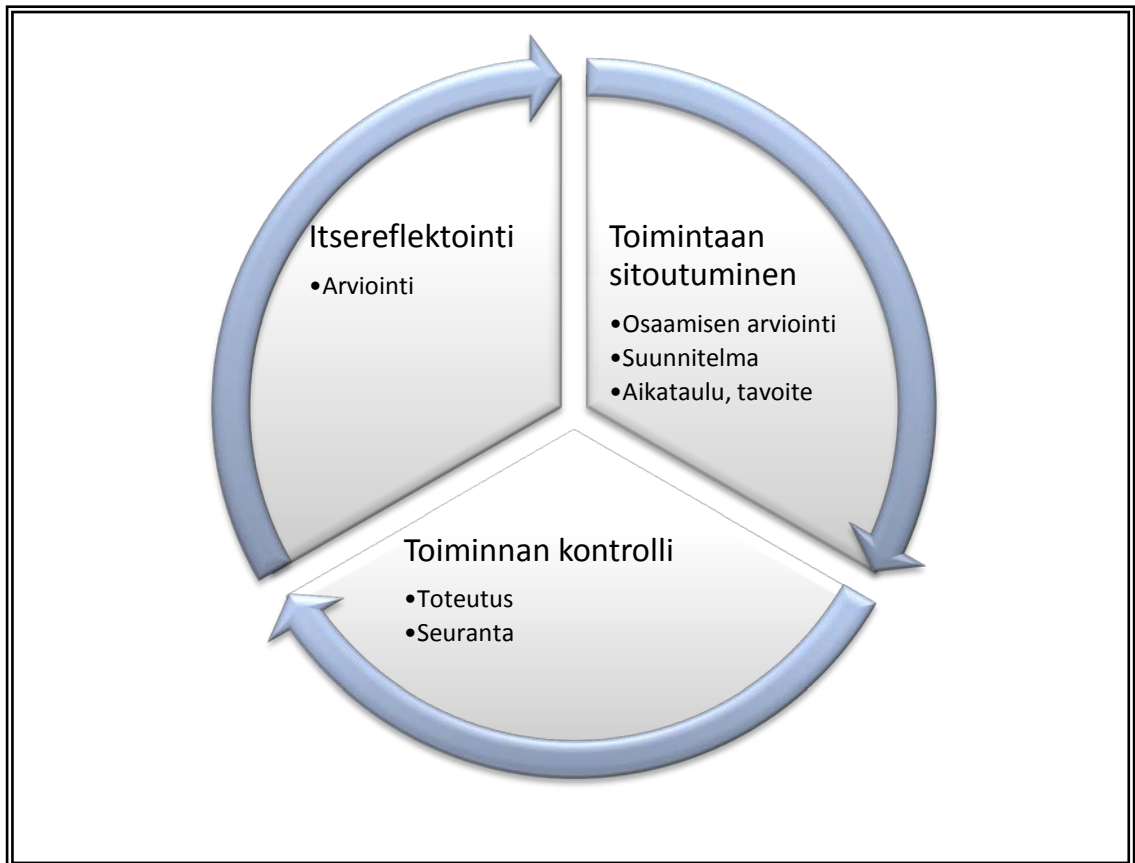 Itsereflektointi
•Arviointi
Toimintaan
sitoutuminen
•Osaamisen arviointi
•Suunnitelma
•Aikataulu, tavoite
Toiminnan kontrolli
•Toteutus
•Seuranta